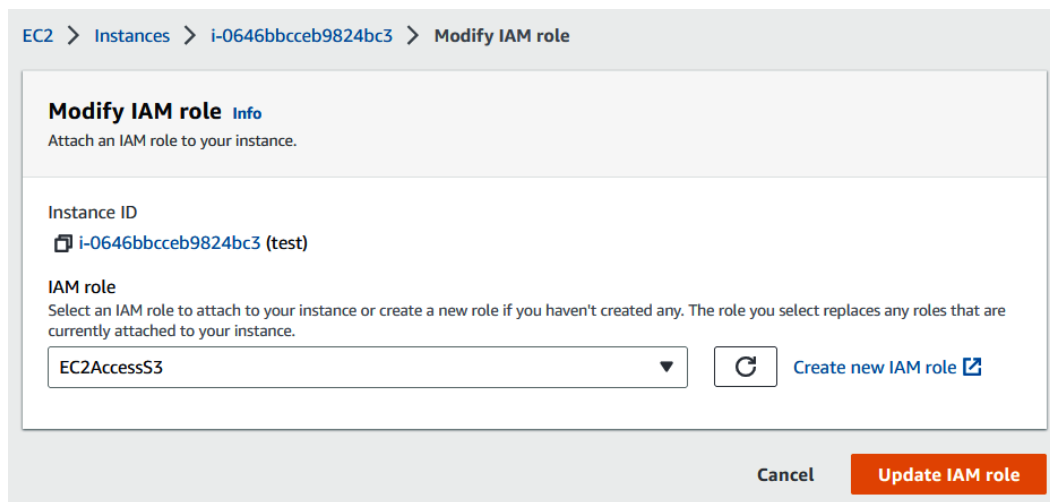 EC2 > Instances > i-0646bbcceb9824bc3 > Modify IAM role
Modify IAM role Info
Attach an IAM role to your instance.
Instance ID
i-0646bbcceb9824bc3 (test)
IAM role
Select an IAM role to attach to your instance or create a new role if you haven't created any. The role you select replaces any roles that are
currently attached to your instance.
EC2AccessS3
Create new IAM role
Cancel
Update IAM role